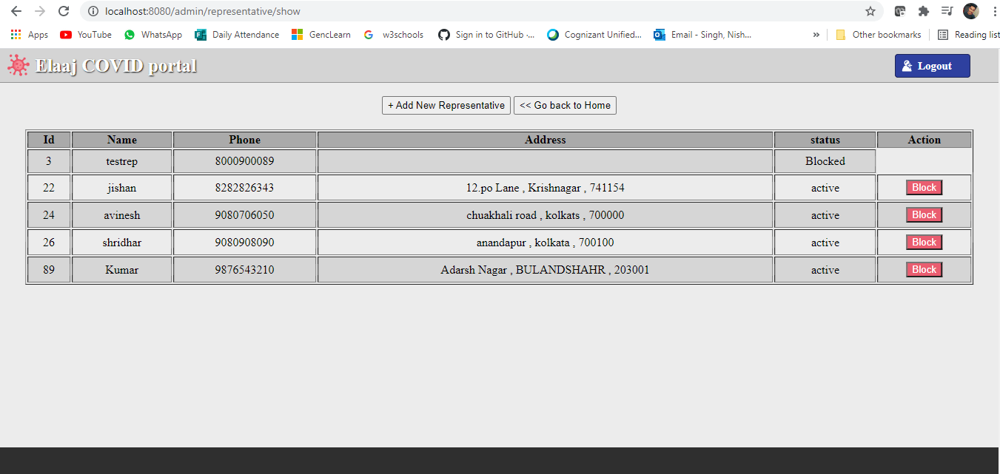 localhost:8080/admin/representative/show
Apps YouTube WhatsApp Daily Attendance GencLearn w3schools Sign in to GitHub ·... Cognizant Unified... Email - Singh, Nish... » Other bookmarks Reading list
Elaaj COVID portal Logout
+ Add New Representative << Go back to Home
Id Name Phone Address status Action
3 testrep 8000900089 Blocked
22 jishan 8282826343 12.po Lane , Krishnagar , 741154 active Block
24 avinesh 9080706050 chuakhali road , kolkats , 700000 active Block
26 shridhar 9080908090 anandapur , kolkata , 700100 active Block
89 Kumar 9876543210 Adarsh Nagar , BULANDSHAHR , 203001 active Block